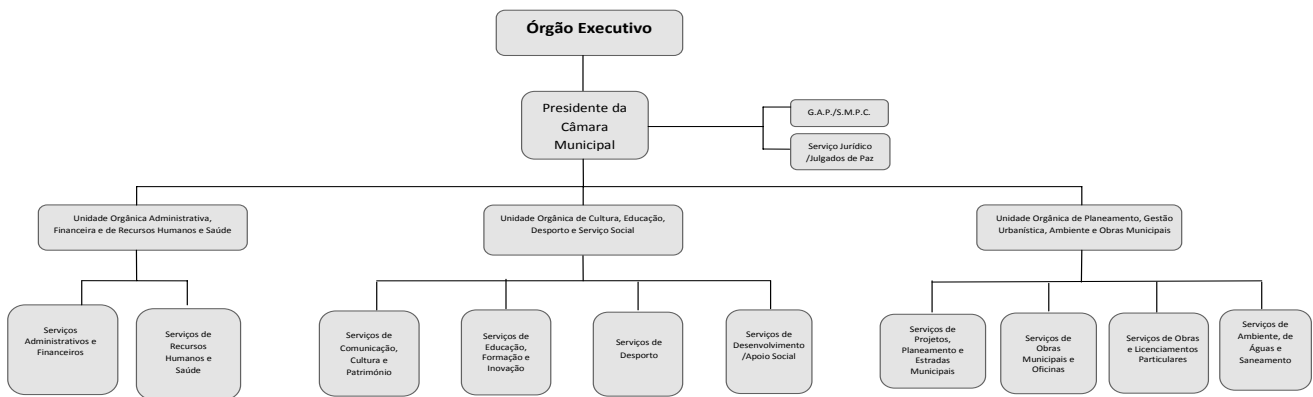 Órgão Executivo
Presidente da
Câmara
Municipal
G.A.P./S.M.P.C.
Serviço Jurídico
/Julgados de Paz
Unidade Orgânica Administrativa,
Financeira e de Recursos Humanos e Saúde
Unidade Orgânica de Cultura, Educação,
Desporto e Serviço Social
Unidade Orgânica de Planeamento, Gestão
Urbanística, Ambiente e Obras Municipais
Serviços
Administrativos e
Financeiros
Serviços de
Recursos
Humanos e
Saúde
Serviços de
Comunicação,
Cultura e
Património
Serviços de
Educação,
Formação e
Inovação
Serviços de
Desporto
Serviços de
Desenvolvimento
/Apoio Social
Serviços de
Projetos,
Planeamento e
Estradas
Municipais
Serviços de
Obras
Municipais e
Oficinas
Serviços de Obras
e Licenciamentos
Particulares
Serviços de
Ambiente, de
Águas e
Saneamento